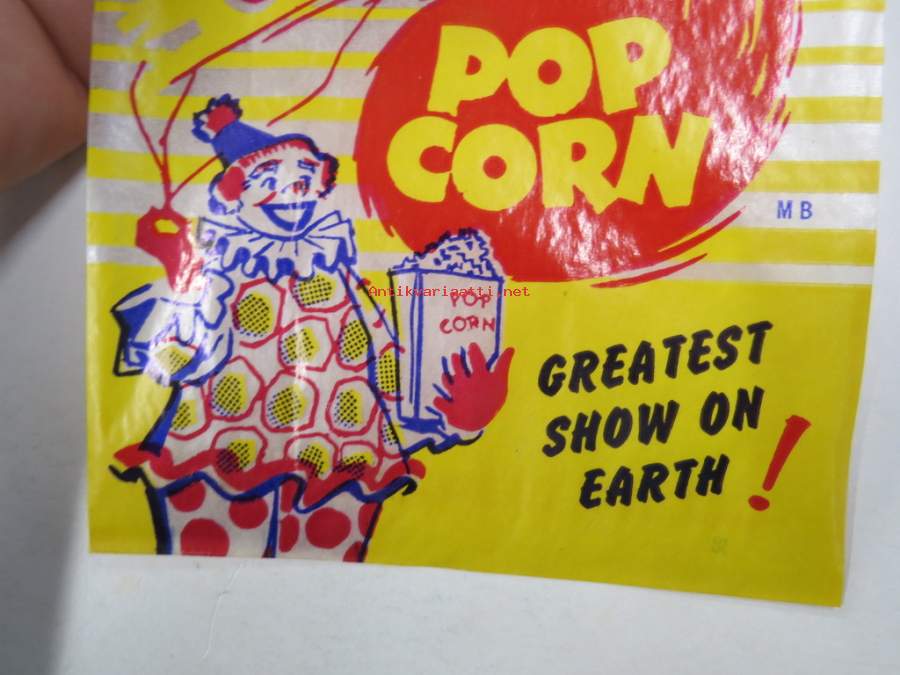 POP
CORN
MB
Antikvariaatti.net
POP
CORN
GREATEST
SHOW ON
EARTH!